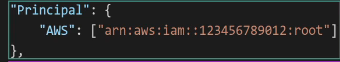 "Principal": {
"AWS": ["arn:aws:iam::123456789012:root"]
},